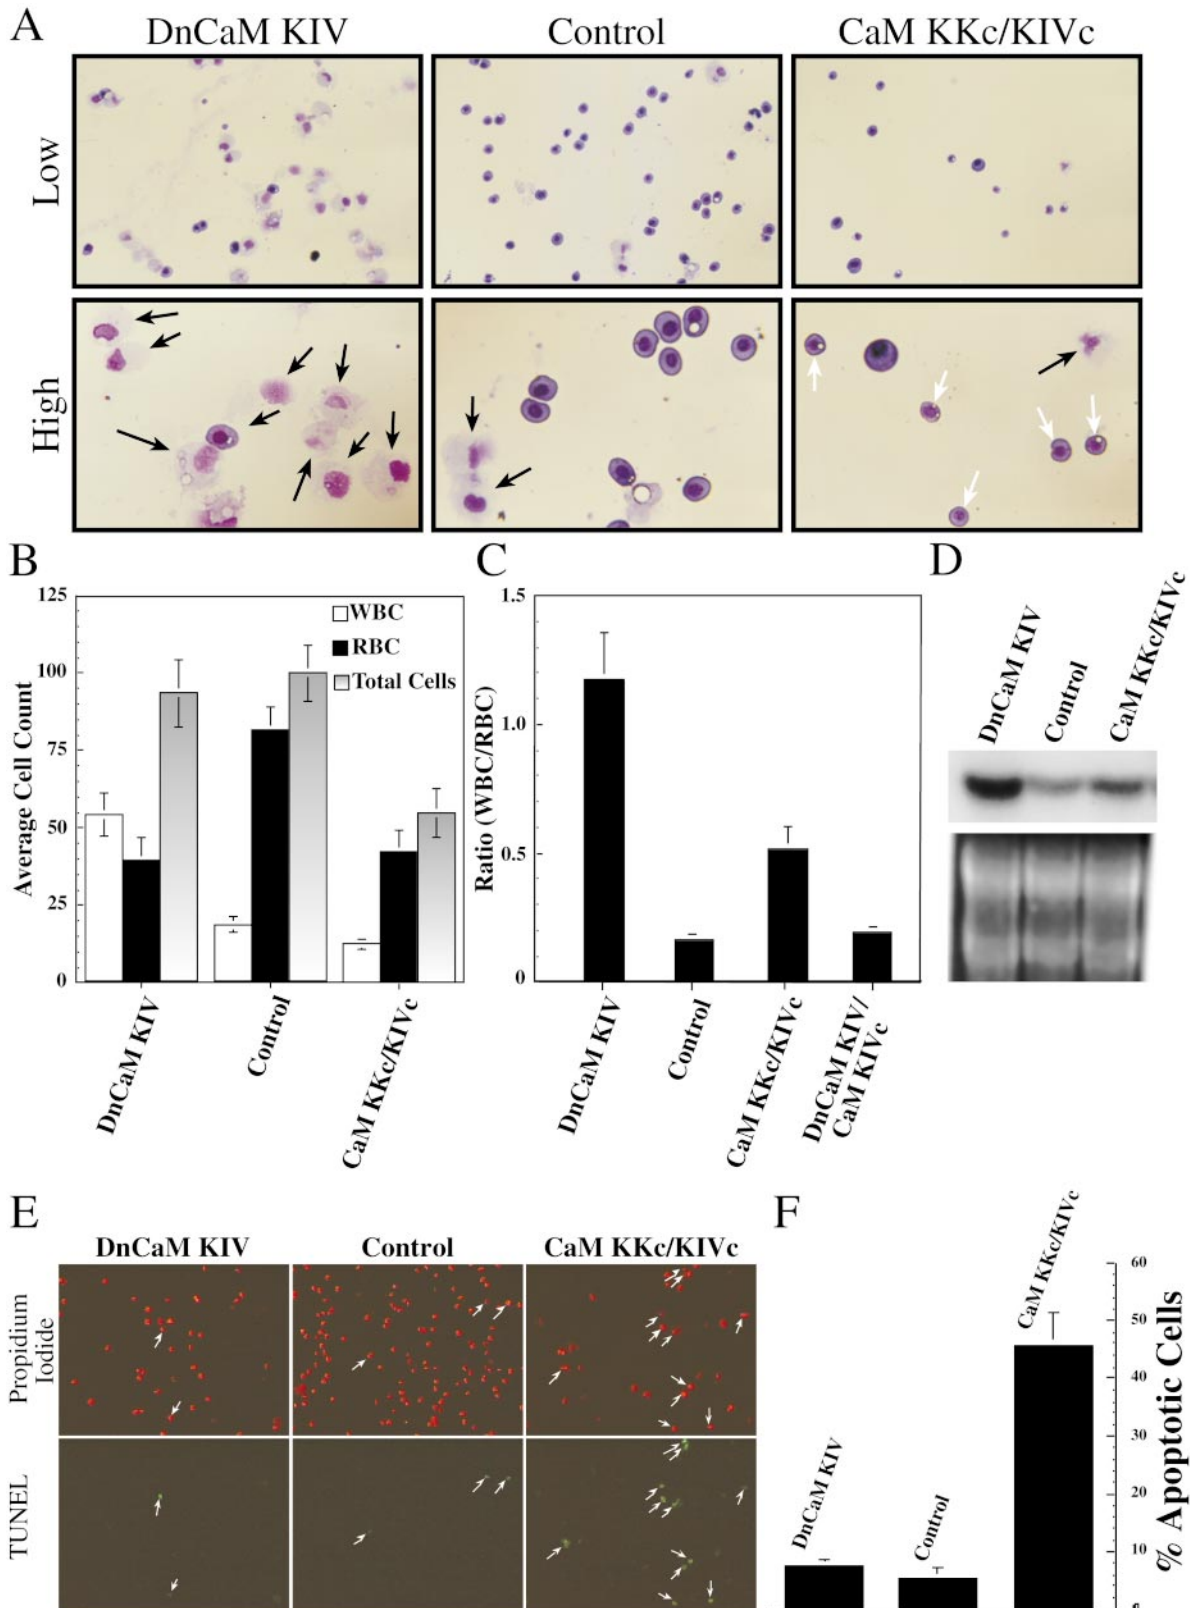 A
DnCaM KIV
Control
CaM KKc/KIVc
Low
High
B
125
100
75
50
25
0
Average Cell Count
WBC
RBC
Total Cells
DnCaM KIV
Control
CaM KKc/KIVc
C
1.5
1.0
0.5
0
Ratio (WBC/RBC)
DnCaM KIV
Control
CaM KKc/KIVc
DnCaM KIV/
CaM KIVc
D
DnCaM KIV
Control
CaM KKc/KIVc
E
DnCaM KIV
Control
CaM KKc/KIVc
Propidium
Iodide
TUNEL
F
DnCaM KIV
Control
CaM KKc/KIVc
60
50
40
30
20
10
% Apoptotic Cells